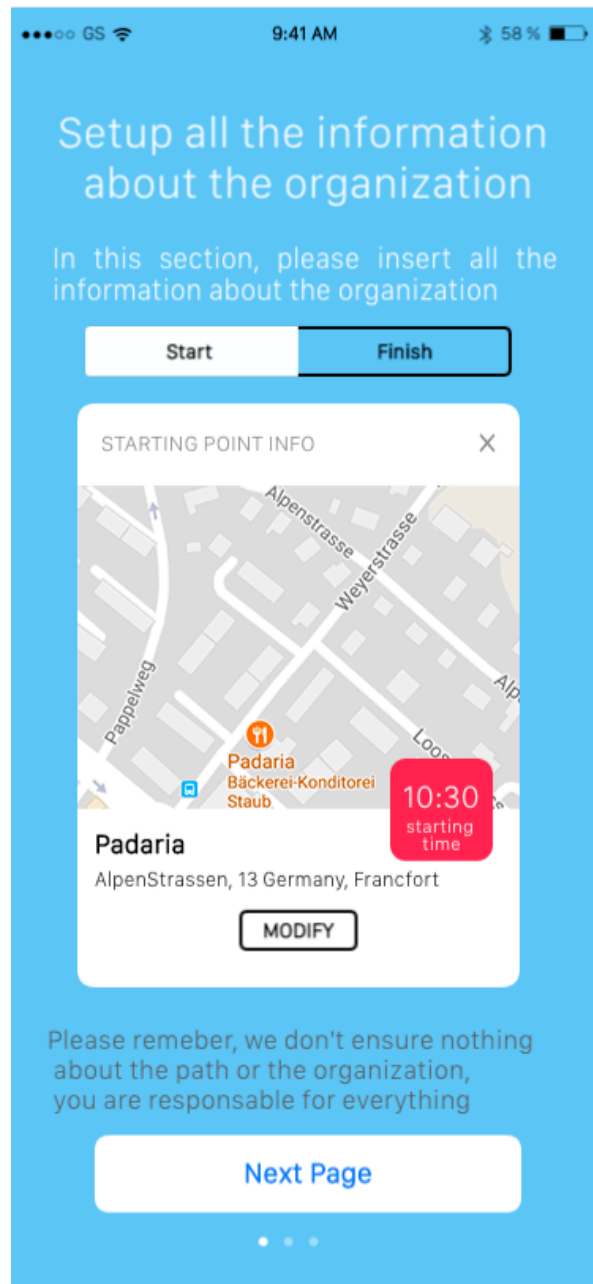 GS 9:41 AM 58 %
Setup all the information
about the organization
In this section, please insert all the
information about the organization
Start Finish
STARTING POINT INFO X
Alpenstrasse
Weyerstrasse
Pappelweg
Alp
Loos
Padaria
Bäckerei-Konditorei
Staub
10:30
starting
time
Padaria
AlpenStrassen, 13 Germany, Francfort
MODIFY
Please remeber, we don't ensure nothing
about the path or the organization,
you are responsable for everything
Next Page